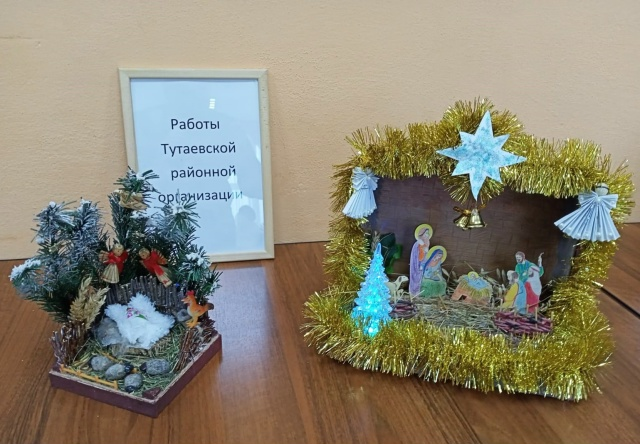 Работы
Тутаевской
районной
организации